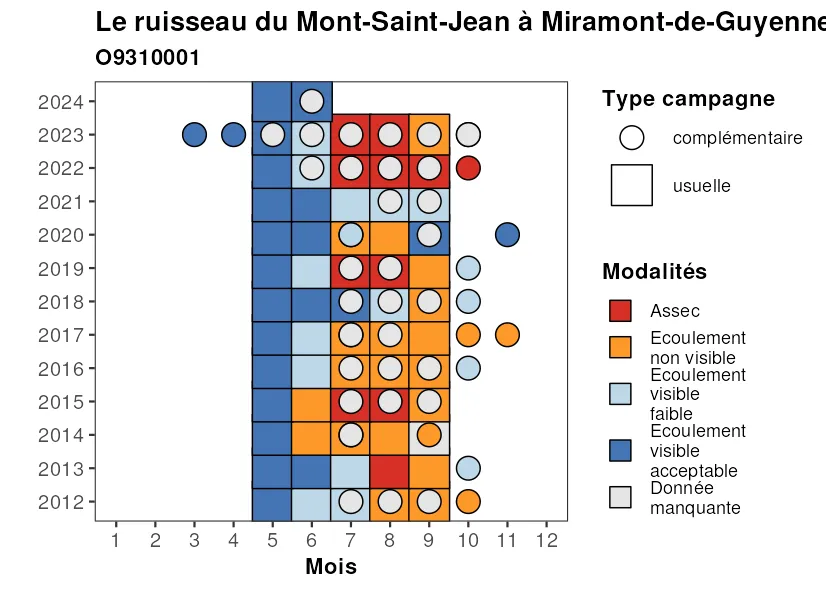 Le ruisseau du Mont-Saint-Jean à Miramont-de-Guyenne
O9310001
2024
2023
2022
2021
2020
2019
2018
2017
2016
2015
2014
2013
2012
1 2 3 4 5 6 7 8 9 10 11 12
Mois
Type campagne
complémentaire
usuelle
Modalités
Assec
Ecoulement
non visible
Ecoulement
visible
faible
Ecoulement
visible
acceptable
Donnée
manquante